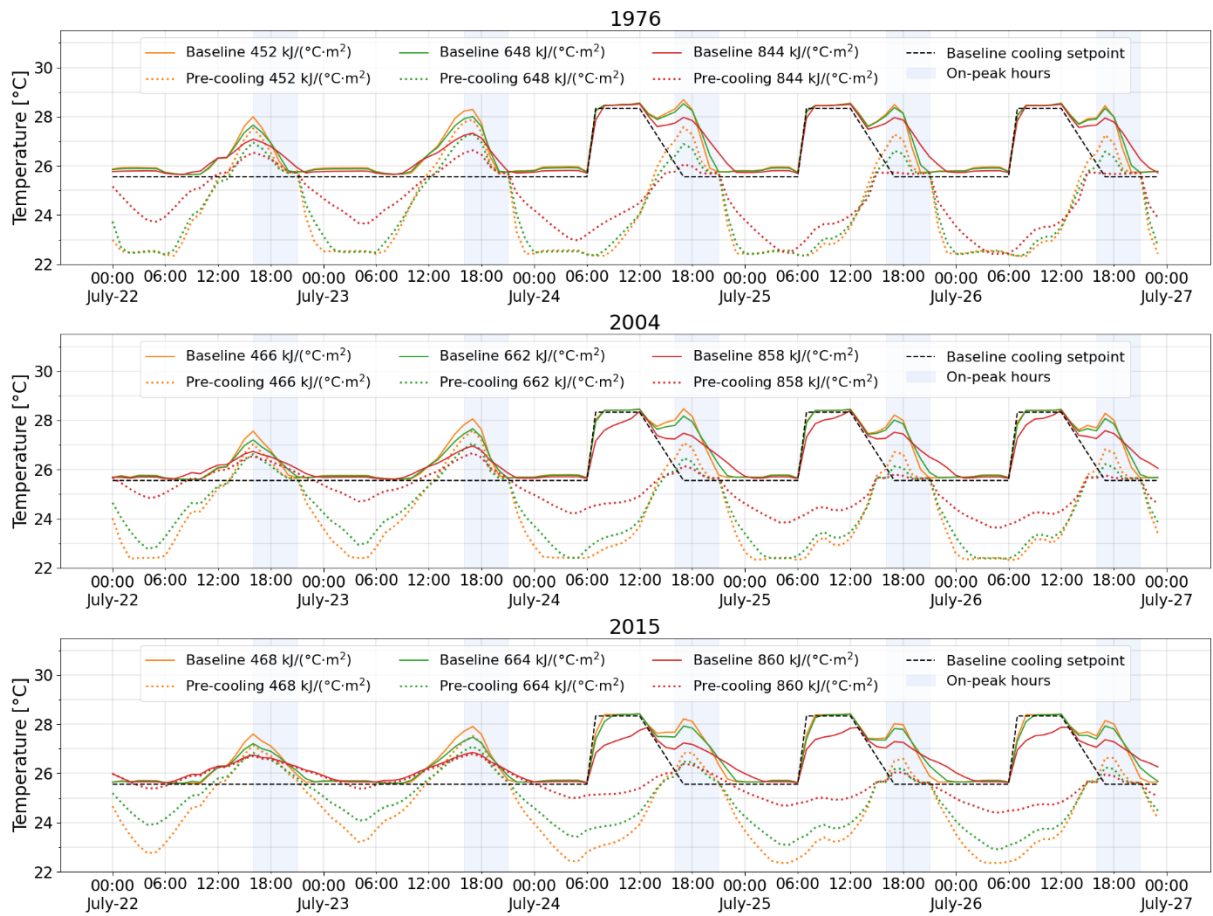 1976
Baseline 452 kJ/(°C·m²) Baseline 648 kJ/(°C·m²) Baseline 844 kJ/(°C·m²) Baseline cooling setpoint
Pre-cooling 452 kJ/(°C·m²) Pre-cooling 648 kJ/(°C·m²) Pre-cooling 844 kJ/(°C·m²) On-peak hours
Temperature [°C]
30
28
26
24
22
00:00 06:00 12:00 18:00 00:00 06:00 12:00 18:00 00:00 06:00 12:00 18:00 00:00 06:00 12:00 18:00 00:00 06:00 12:00 18:00 00:00
July-22 July-23 July-24 July-25 July-26 July-27
2004
Baseline 466 kJ/(°C·m²) Baseline 662 kJ/(°C·m²) Baseline 858 kJ/(°C·m²) Baseline cooling setpoint
Pre-cooling 466 kJ/(°C·m²) Pre-cooling 662 kJ/(°C·m²) Pre-cooling 858 kJ/(°C·m²) On-peak hours
Temperature [°C]
30
28
26
24
22
00:00 06:00 12:00 18:00 00:00 06:00 12:00 18:00 00:00 06:00 12:00 18:00 00:00 06:00 12:00 18:00 00:00 06:00 12:00 18:00 00:00
July-22 July-23 July-24 July-25 July-26 July-27
2015
Baseline 468 kJ/(°C·m²) Baseline 664 kJ/(°C·m²) Baseline 860 kJ/(°C·m²) Baseline cooling setpoint
Pre-cooling 468 kJ/(°C·m²) Pre-cooling 664 kJ/(°C·m²) Pre-cooling 860 kJ/(°C·m²) On-peak hours
Temperature [°C]
30
28
26
24
22
00:00 06:00 12:00 18:00 00:00 06:00 12:00 18:00 00:00 06:00 12:00 18:00 00:00 06:00 12:00 18:00 00:00 06:00 12:00 18:00 00:00
July-22 July-23 July-24 July-25 July-26 July-27